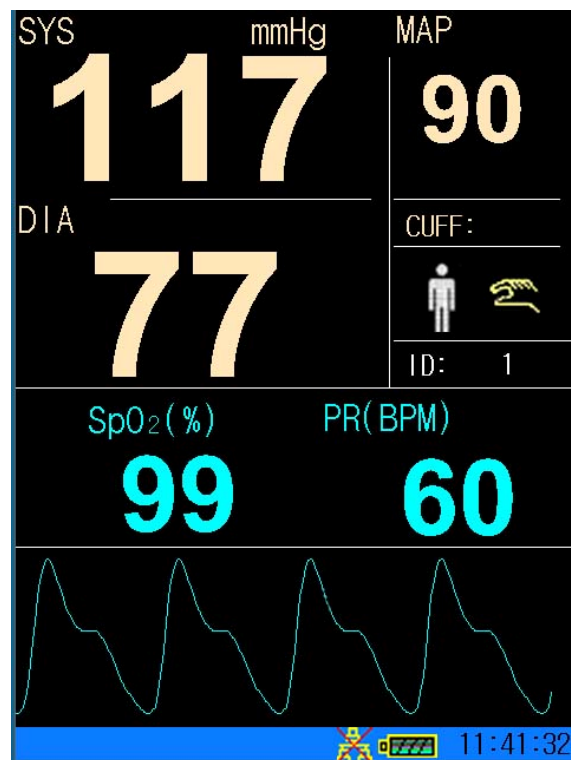 SYS mmHg MAP
117 90
DIA CUFF:
77
ID: 1
SpO₂(%) PR(BPM)
99 60
11:41:32